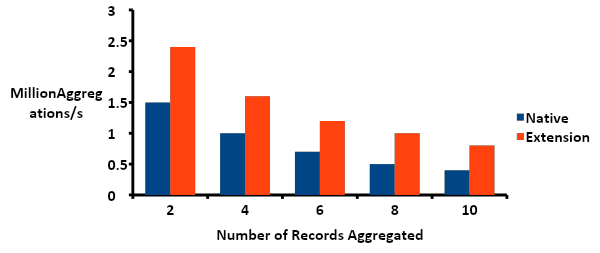 3
2.5
2
MillionAggreg
ations/s
1.5
1
0.5
0
Native
Extension
2 4 6 8 10
Number of Records Aggregated